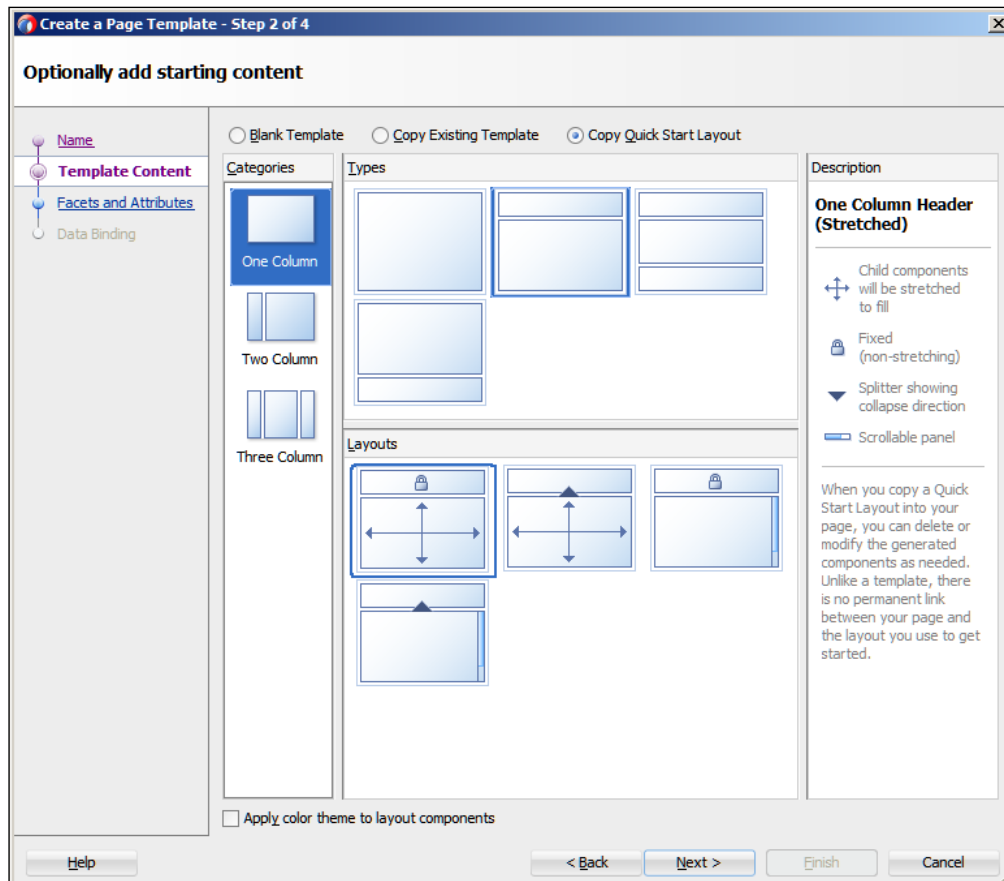 Create a Page Template - Step 2 of 4
Optionally add starting content
Name
Template Content
Facets and Attributes
Data Binding
Blank Template
Copy Existing Template
Copy Quick Start Layout
Categories
One Column
Two Column
Three Column
Types
Layouts
Description
One Column Header
(Stretched)
Child components
will be stretched
to fill
Fixed
(non-stretching)
Splitter showing
collapse direction
Scrollable panel
When you copy a Quick
Start Layout into your
page, you can delete or
modify the generated
components as needed.
Unlike a template, there
is no permanent link
between your page and
the layout you use to get
started.
Apply color theme to layout components
Help
< Back
Next >
Finish
Cancel